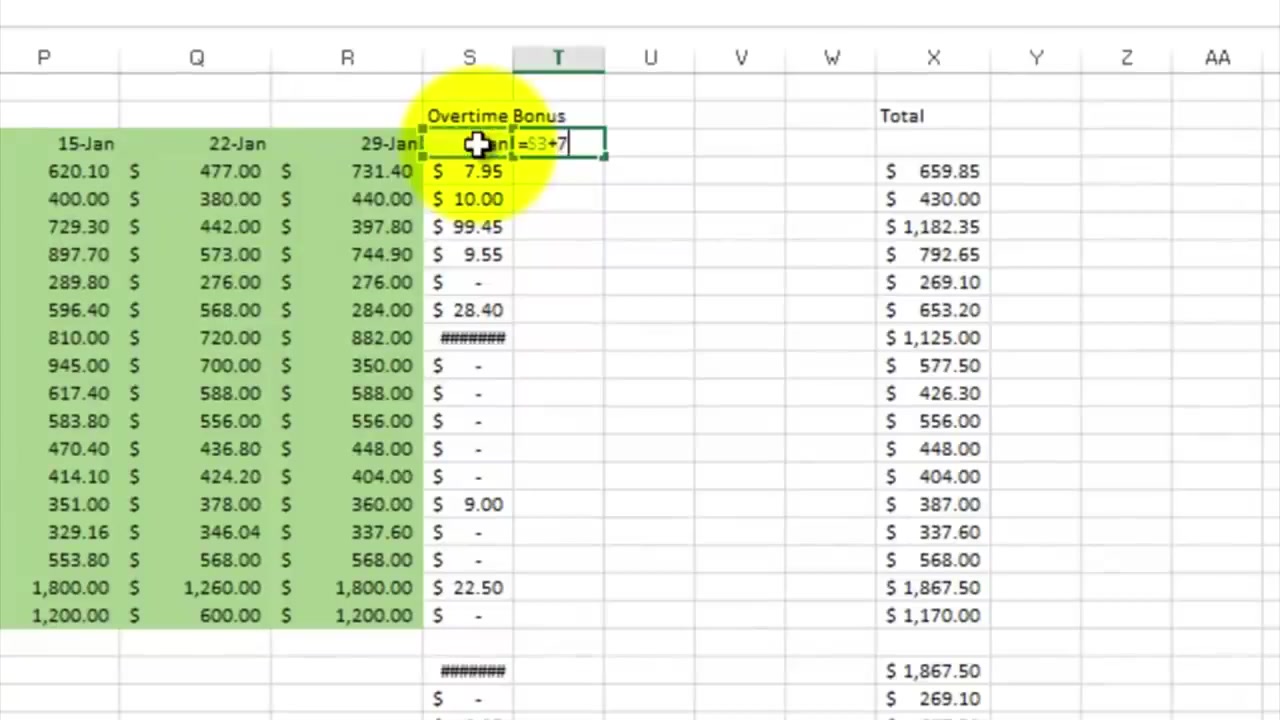 P Q R S T U V W X Y Z AA
Overtime Bonus Total
15-Jan 22-Jan 29-Jan =S3+7
620.10 $ 477.00 $ 731.40 $ 7.95 $ 659.85
400.00 $ 380.00 $ 440.00 $ 10.00 $ 430.00
729.30 $ 442.00 $ 397.80 $ 99.45 $ 1,182.35
897.70 $ 573.00 $ 744.90 $ 9.55 $ 792.65
289.80 $ 276.00 $ 276.00 $ - $ 269.10
596.40 $ 568.00 $ 284.00 $ 28.40 $ 653.20
810.00 $ 720.00 $ 882.00 ####### $ 1,125.00
945.00 $ 700.00 $ 350.00 $ - $ 577.50
617.40 $ 588.00 $ 588.00 $ - $ 426.30
583.80 $ 556.00 $ 556.00 $ - $ 556.00
470.40 $ 436.80 $ 448.00 $ - $ 448.00
414.10 $ 424.20 $ 404.00 $ - $ 404.00
351.00 $ 378.00 $ 360.00 $ 9.00 $ 387.00
329.16 $ 346.04 $ 337.60 $ - $ 337.60
553.80 $ 568.00 $ 568.00 $ - $ 568.00
1,800.00 $ 1,260.00 $ 1,800.00 $ 22.50 $ 1,867.50
1,200.00 $ 600.00 $ 1,200.00 $ - $ 1,170.00
####### $ 1,867.50
$ - $ 269.10